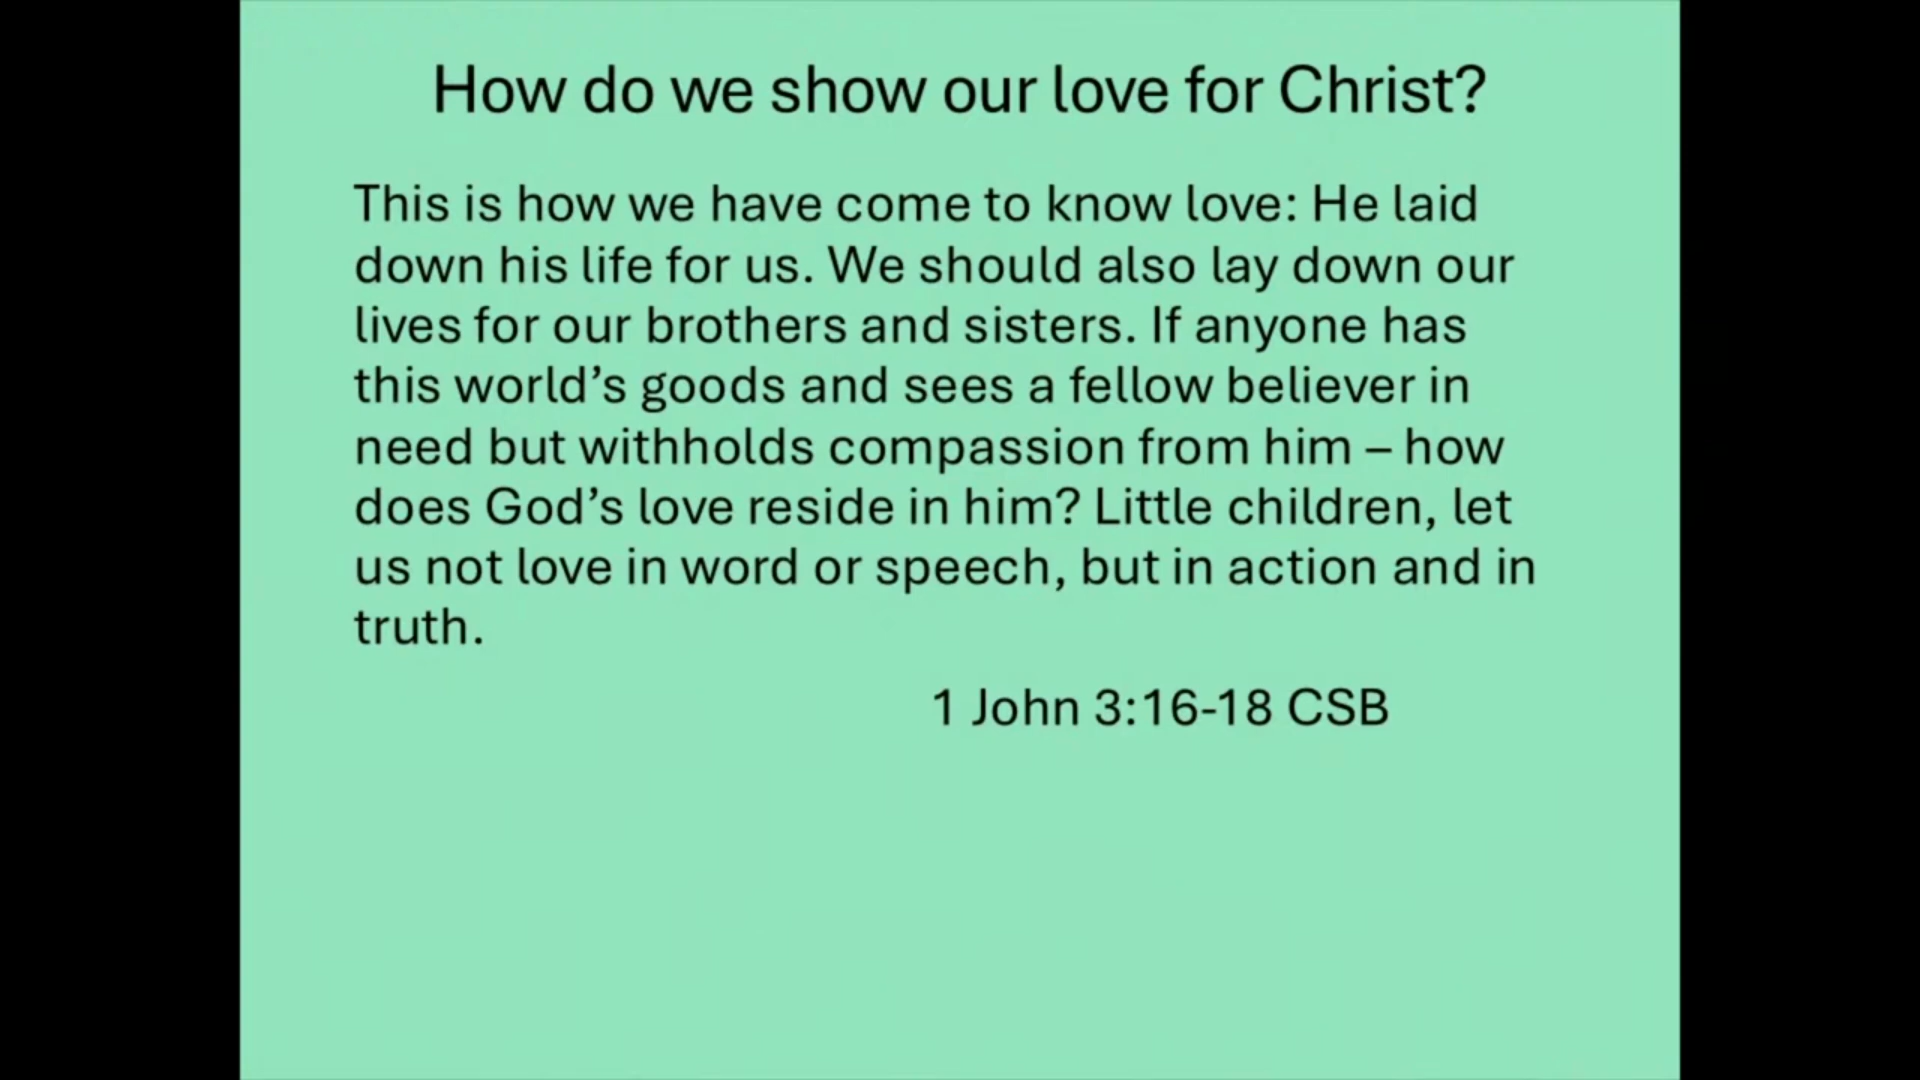 How do we show our love for Christ?
This is how we have come to know love: He laid
down his life for us. We should also lay down our
lives for our brothers and sisters. If anyone has
this world’s goods and sees a fellow believer in
need but withholds compassion from him – how
does God’s love reside in him? Little children, let
us not love in word or speech, but in action and in
truth.
1 John 3:16-18 CSB